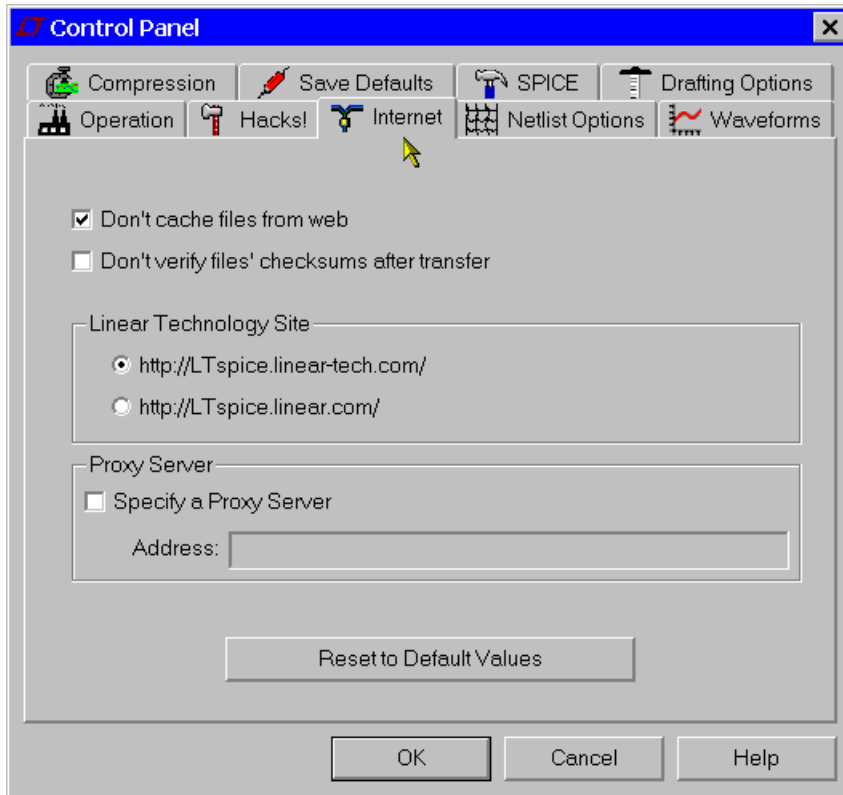 Control Panel
Compression Save Defaults SPICE Drafting Options
Operation Hacks! Internet Netlist Options Waveforms
Don't cache files from web
Don't verify files' checksums after transfer
Linear Technology Site
http://LTspice.linear-tech.com/
http://LTspice.linear.com/
Proxy Server
Specify a Proxy Server
Address:
Reset to Default Values
OK Cancel Help